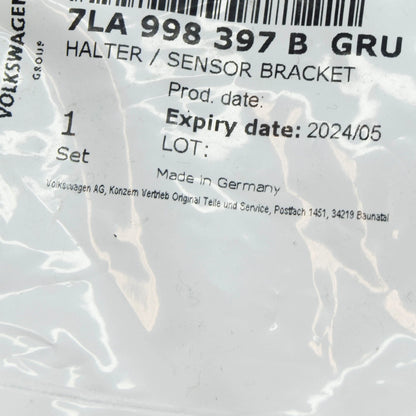 VOLKSWAGEN
GROUP
7LA 998 397 B GRU
HALTER / SENSOR BRACKET
Prod. date:
Expiry date: 2024/05
LOT:
1
Set
Made in Germany
Volkswagen AG, Konzern Vertrieb Original Teile und Service, Postfach 1451, 34219 Baunatal